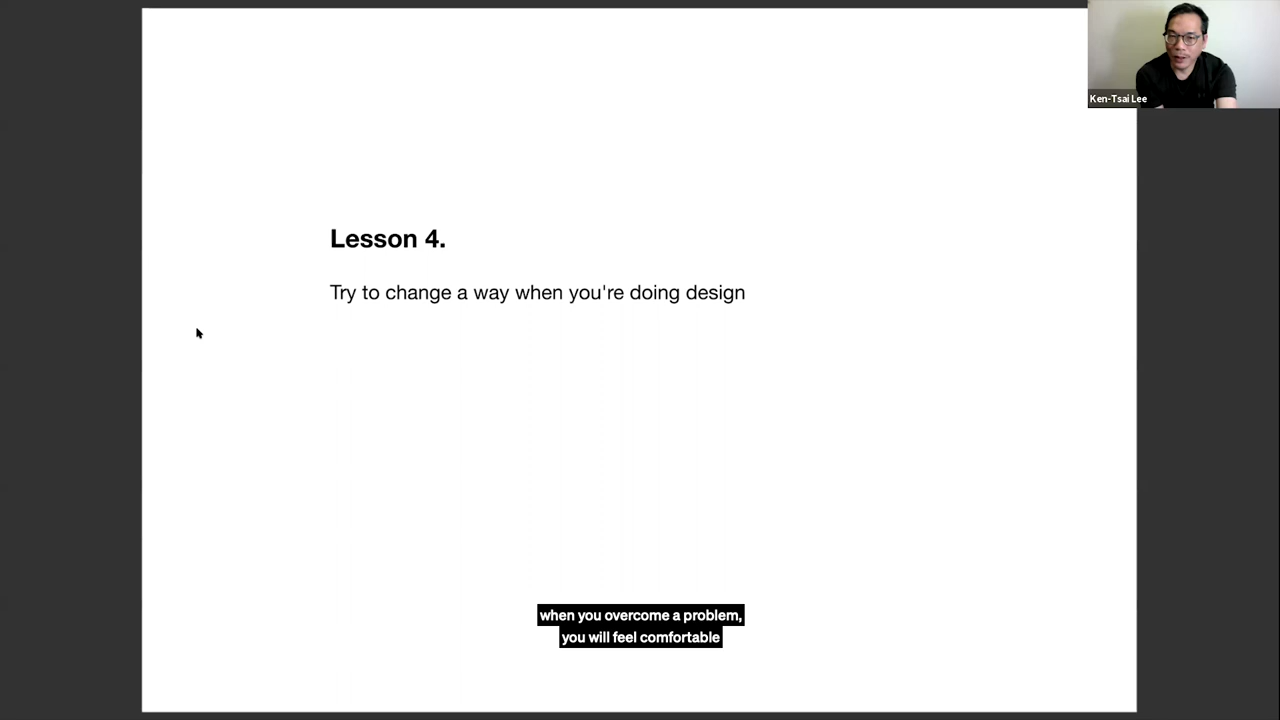 Ken-Tsai Lee
Lesson 4.
Try to change a way when you're doing design
when you overcome a problem,
you will feel comfortable